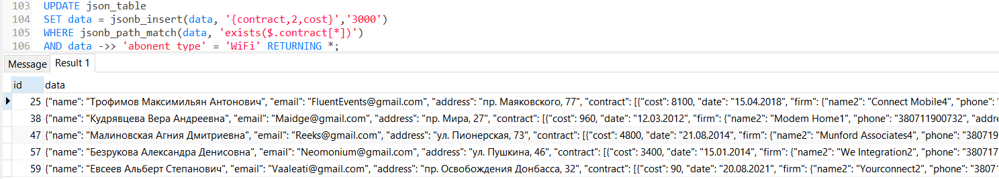 103 UPDATE json_table
104 SET data = jsonb_insert(data, '{contract,2,cost}','3000')
105 WHERE jsonb_path_match(data, 'exists($.contract[*])')
106 AND data ->> 'abonent_type' = 'WiFi' RETURNING *;
Message Result 1
id data
25 {"name": "Трофимов Максимильян Антонович", "email": "FluentEvents@gmail.com", "address": "пр. Маяковского, 77", "contract": [{"cost": 8100, "date": "15.04.2018", "firm": {"name2": "Connect Mobile4", "phone": "
38 {"name": "Кудрявцева Вера Андреевна", "email": "Maidge@gmail.com", "address": "пр. Мира, 27", "contract": [{"cost": 960, "date": "12.03.2012", "firm": {"name2": "Modem Home1", "phone": "380711900732", "addre
47 {"name": "Малиновская Агния Дмитриевна", "email": "Reeks@gmail.com", "address": "ул. Пионерская, 73", "contract": [{"cost": 4800, "date": "21.08.2014", "firm": {"name2": "Munford Associates4", "phone": "380719
57 {"name": "Безрукова Александра Денисовна", "email": "Neomonium@gmail.com", "address": "ул. Пушкина, 46", "contract": [{"cost": 3400, "date": "15.01.2014", "firm": {"name2": "We Integration2", "phone": "380717
59 {"name": "Евсеев Альберт Степанович", "email": "Vaaleati@gmail.com", "address": "пр. Освобождения Донбасса, 32", "contract": [{"cost": 90, "date": "20.08.2021", "firm": {"name2": "Yourconnect2", "phone": "38071